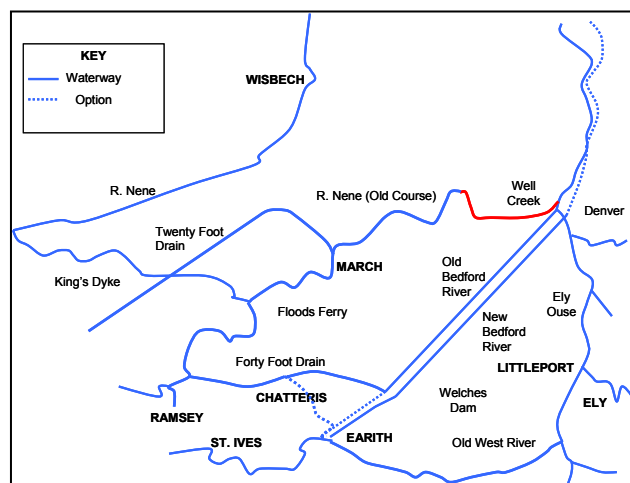 KEY
Waterway
Option
WISBECH
R. Nene
R. Nene (Old Course)
Well
Creek
Denver
Twenty Foot
Drain
King's Dyke
MARCH
Old
Bedford
River
Floods Ferry
Ely
Ouse
New
Bedford
River
Forty Foot Drain
LITTLEPORT
CHATTERIS
Welches
Dam
ELY
RAMSEY
ST. IVES
EARITH
Old West River